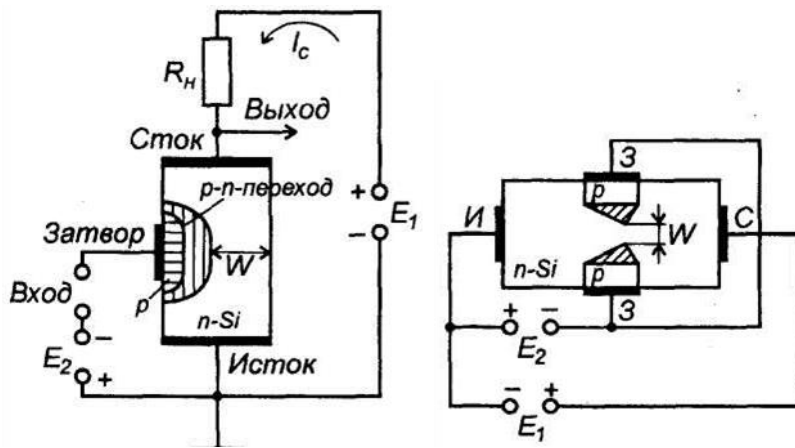 I_c
R_н
Выход
Сток
p-n-переход
+
E_1
–
Затвор
W
Вход
p
n-Si
–
E_2
+
Исток
З
p
И
С
W
n-Si
p
+
–
З
E_2
–
+
E_1